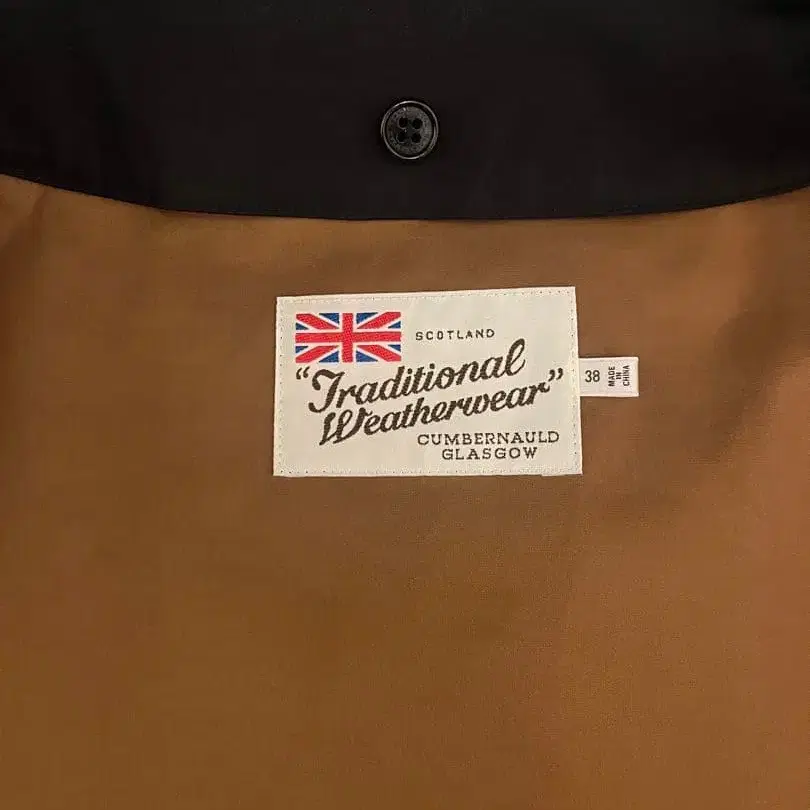 SCOTLAND
"Traditional
Weatherwear"
CUMBERNAULD
GLASGOW
38
MADE
IN
CHINA